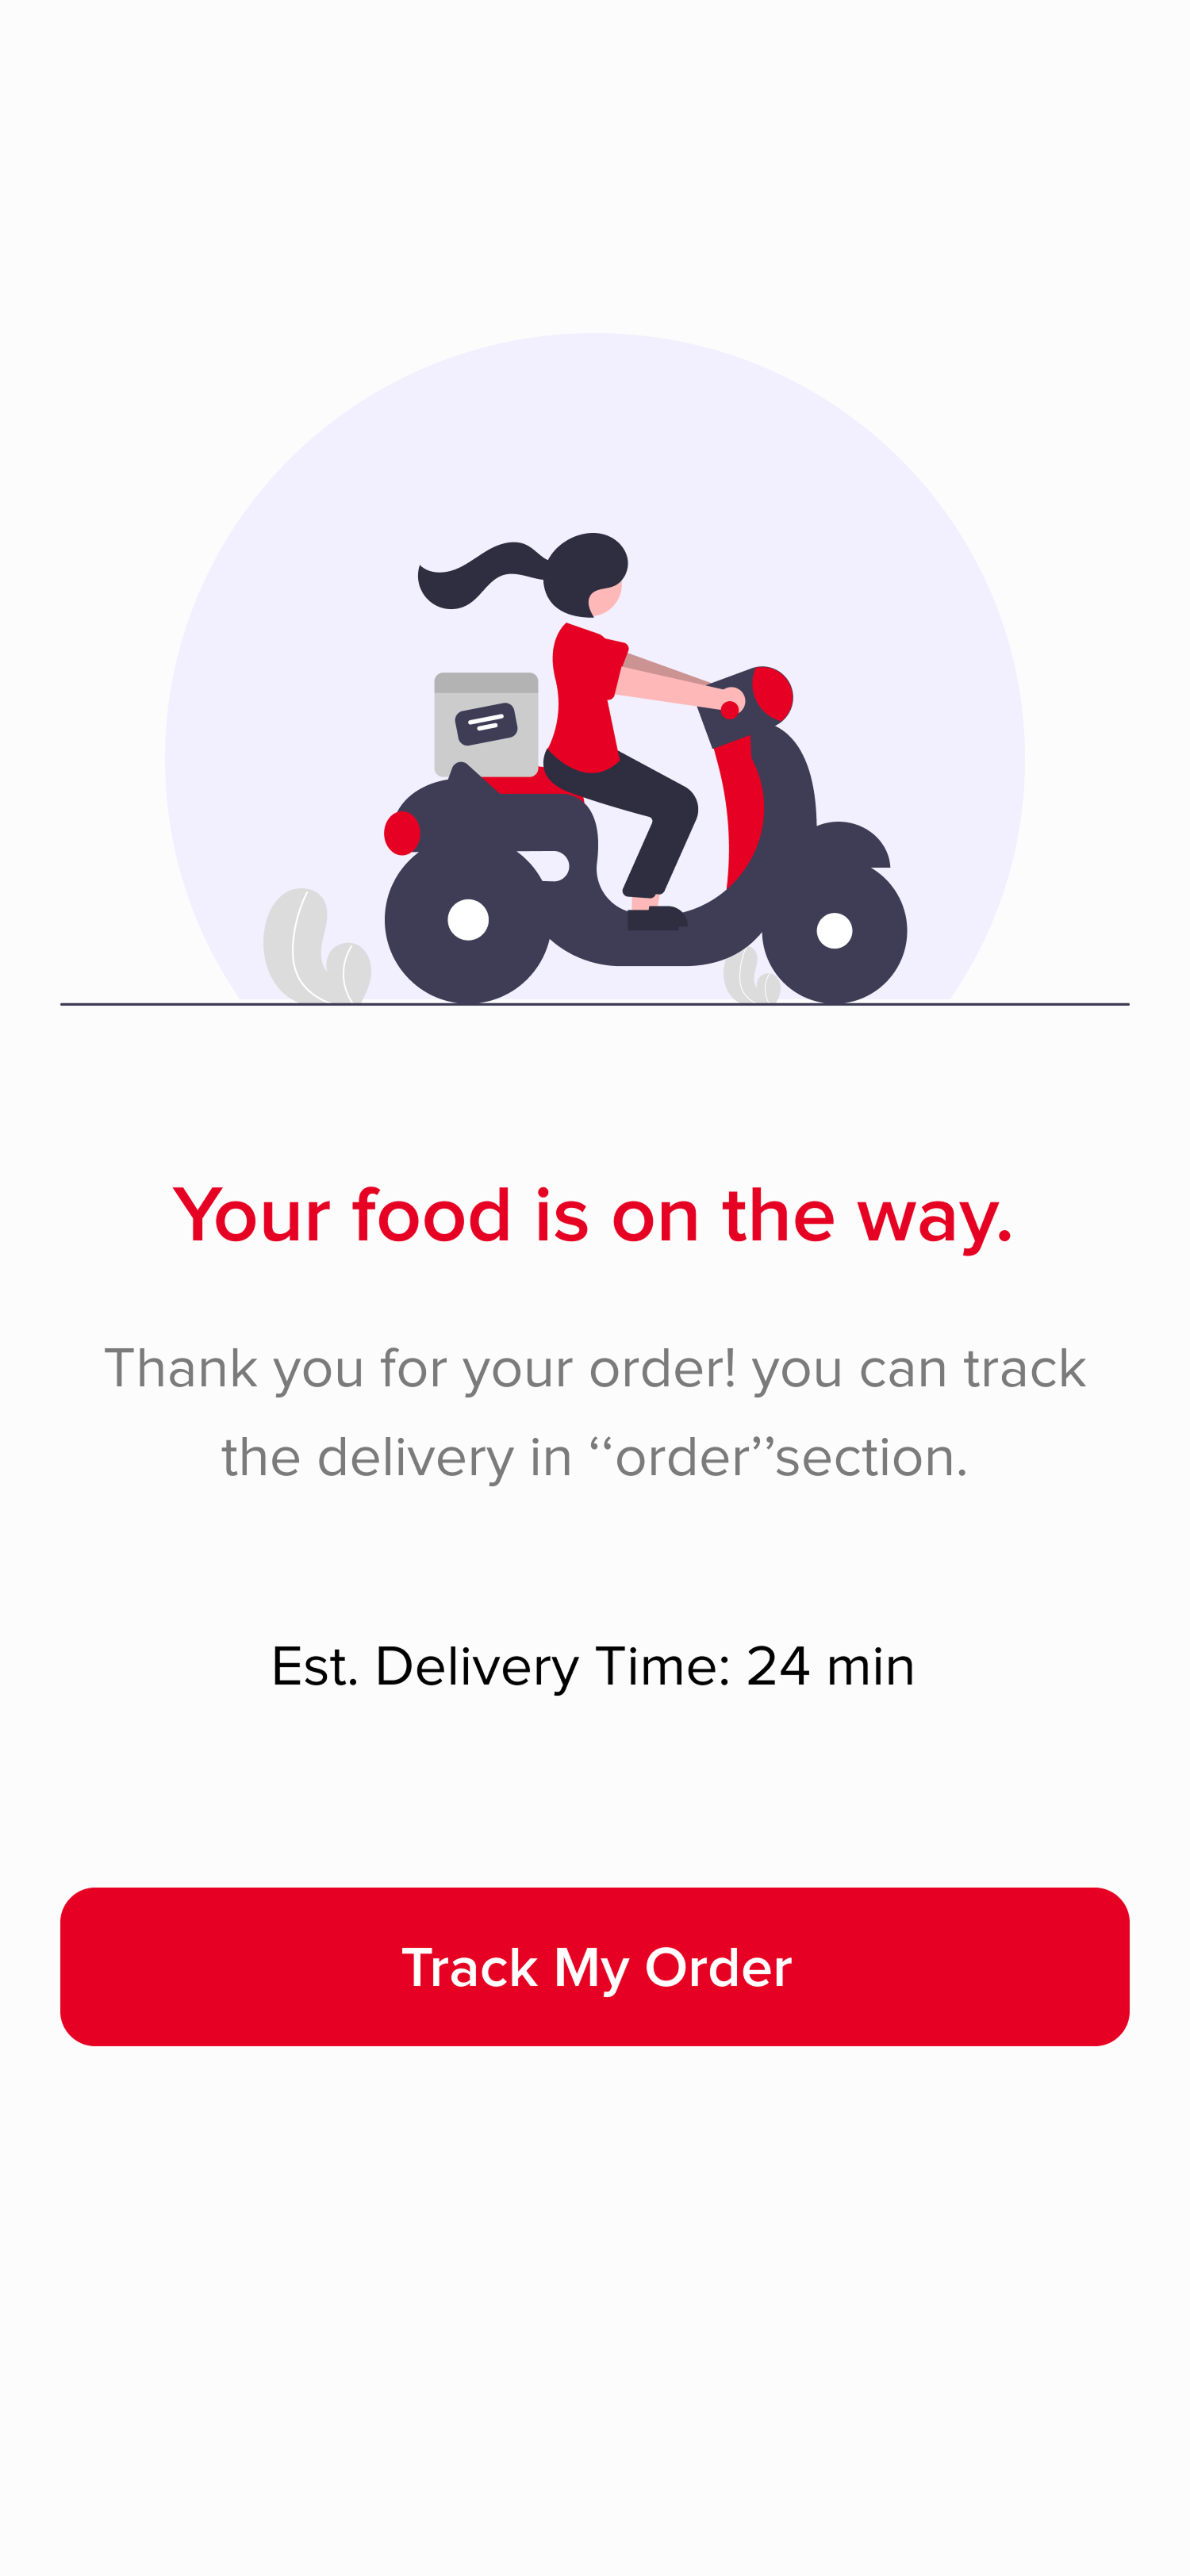 Your food is on the way.
Thank you for your order! you can track
the delivery in ‘‘order’’section.
Est. Delivery Time: 24 min
Track My Order